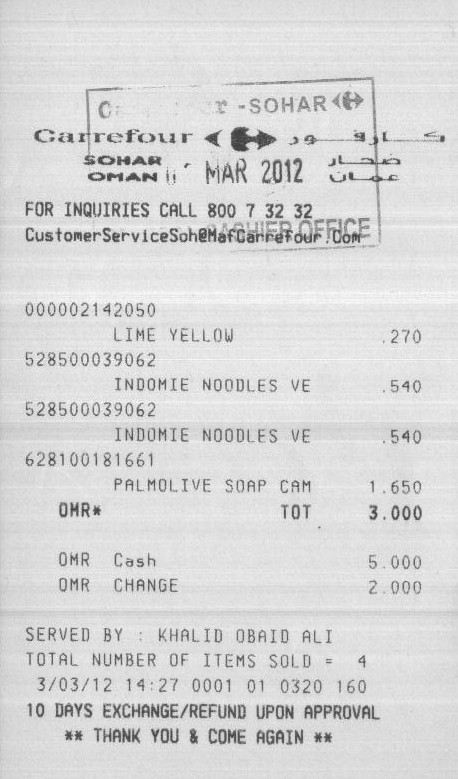 -SOHAR
Carrefour كارفور
SOHAR صحار
OMAN عمان
MAR 2012
FOR INQUIRIES CALL 800 7 32 32
CASHIER OFFICE
CustomerServiceSoh@MafCarrefour.Com
000002142050
LIME YELLOW .270
528500039062
INDOMIE NOODLES VE .540
528500039062
INDOMIE NOODLES VE .540
628100181661
PALMOLIVE SOAP CAM 1.650
OMR* TOT 3.000
OMR Cash 5.000
OMR CHANGE 2.000
SERVED BY : KHALID OBAID ALI
TOTAL NUMBER OF ITEMS SOLD = 4
3/03/12 14:27 0001 01 0320 160
10 DAYS EXCHANGE/REFUND UPON APPROVAL
** THANK YOU & COME AGAIN **